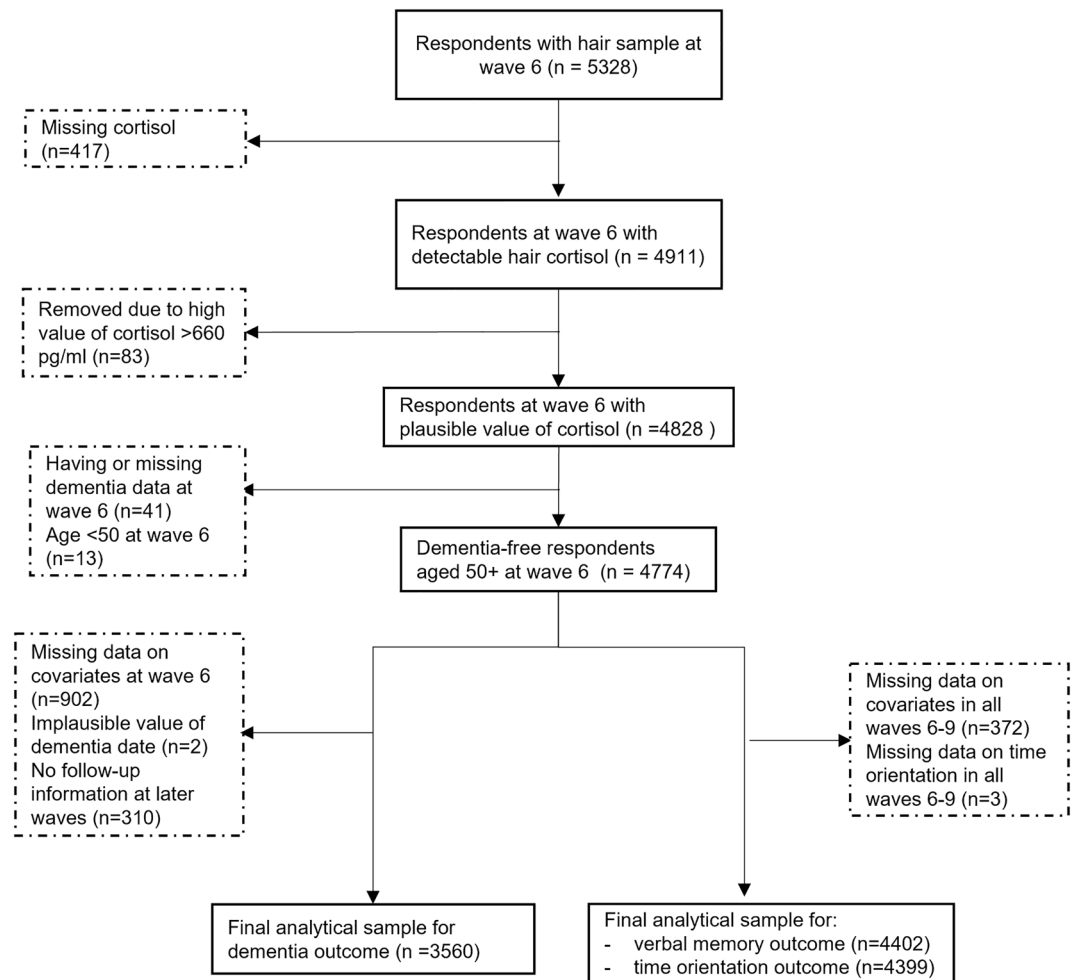 Respondents with hair sample at
wave 6 (n = 5328)
Missing cortisol
(n=417)
Respondents at wave 6 with
detectable hair cortisol (n = 4911)
Removed due to high
value of cortisol >660
pg/ml (n=83)
Respondents at wave 6 with
plausible value of cortisol (n =4828 )
Having or missing
dementia data at
wave 6 (n=41)
Age <50 at wave 6
(n=13)
Dementia-free respondents
aged 50+ at wave 6  (n = 4774)
Missing data on
covariates at wave 6
(n=902)
Implausible value of
dementia date (n=2)
No follow-up
information at later
waves (n=310)
Missing data on
covariates in all
waves 6-9 (n=372)
Missing data on time
orientation in all
waves 6-9 (n=3)
Final analytical sample for
dementia outcome (n =3560)
Final analytical sample for:
- verbal memory outcome (n=4402)
- time orientation outcome (n=4399)